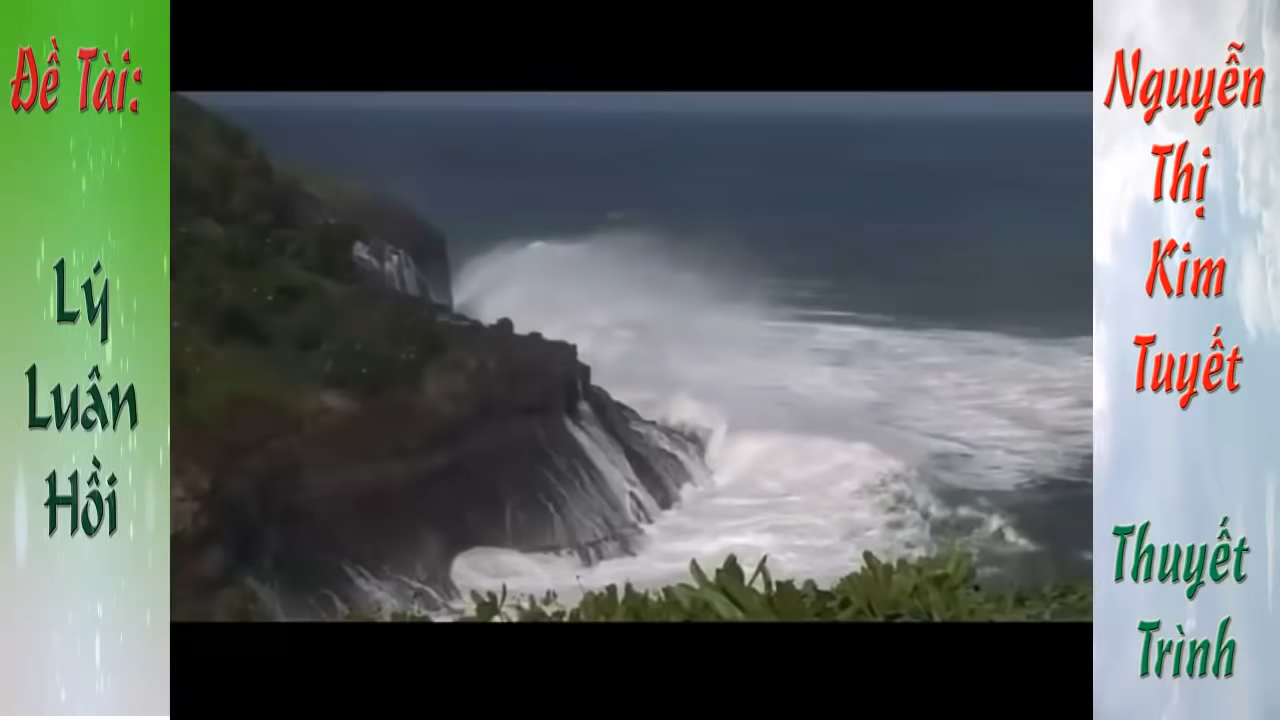 Đề Tài:
Lý
Luân
Hồi
Nguyễn
Thị
Kim
Tuyết
Thuyết
Trình